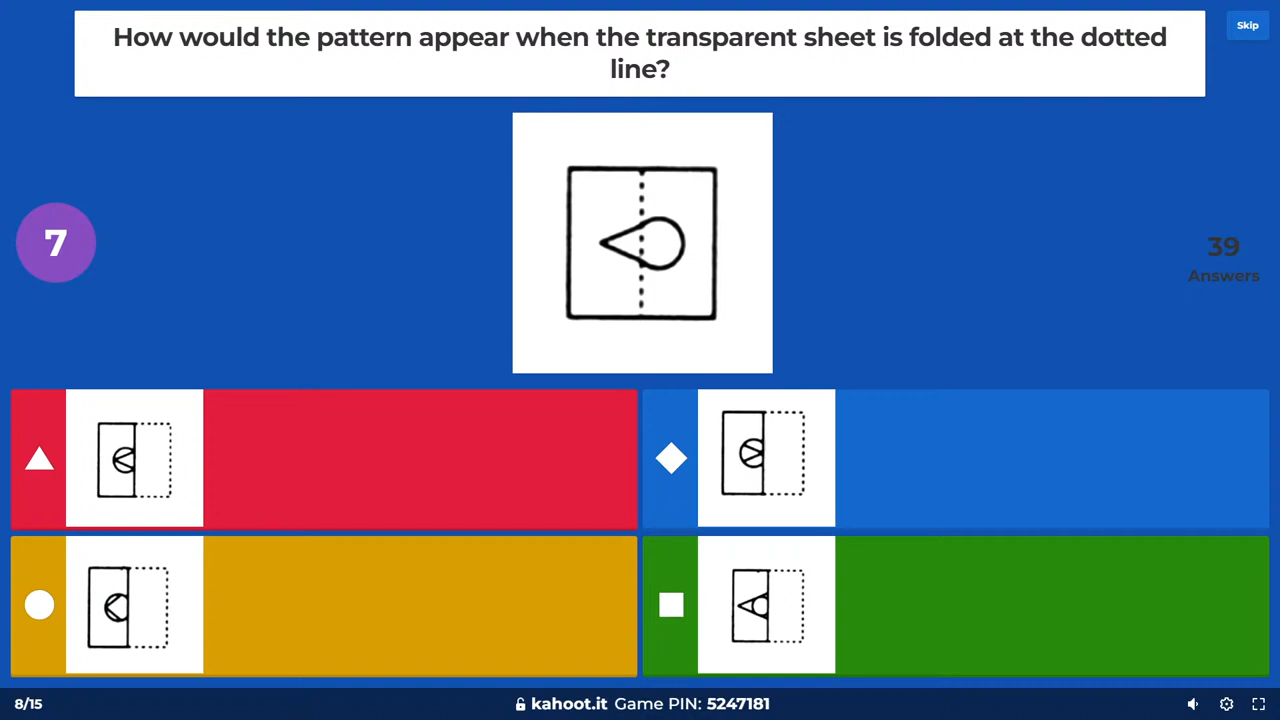 How would the pattern appear when the transparent sheet is folded at the dotted
line?
Skip
7
39
Answers
8/15
kahoot.it Game PIN: 5247181